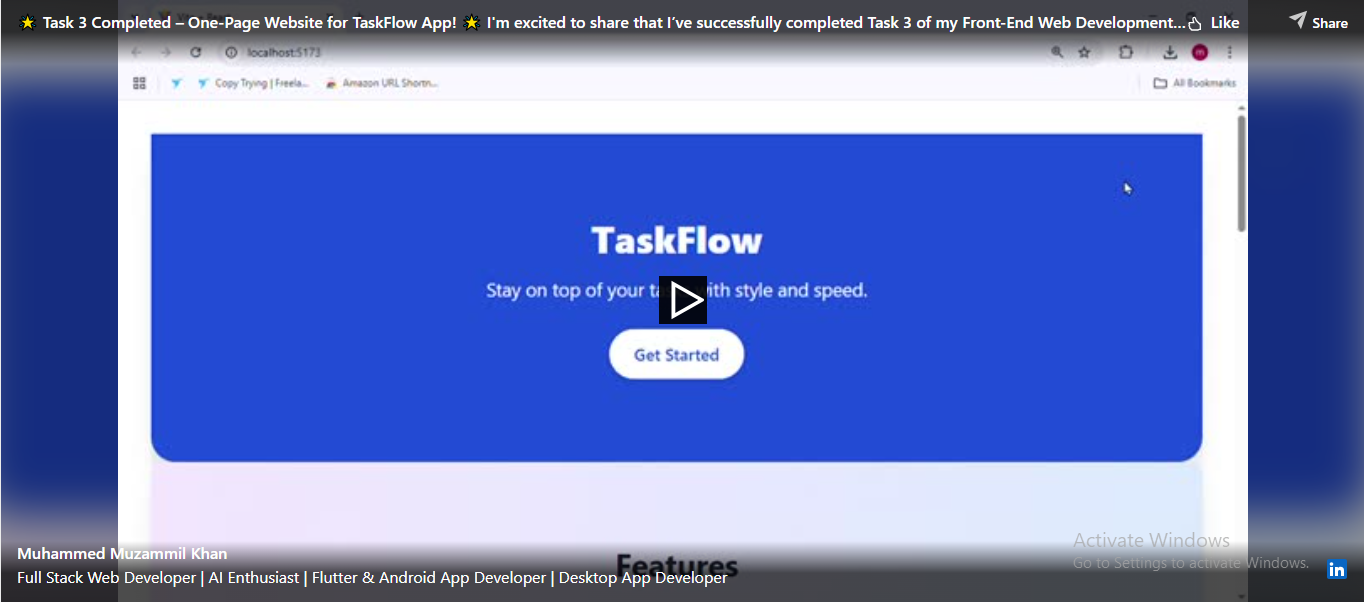 🌟 Task 3 Completed – One-Page Website for TaskFlow App! 🌟 I'm excited to share that I've successfully completed Task 3 of my Front-End Web Development...
Like
Share
localhost:5173
Copy Trying | Freela...
Amazon URL Shortn...
All Bookmarks
TaskFlow
Stay on top of your ta with style and speed.
Get Started
Features
Activate Windows
Go to Settings to activate Windows.
Muhammed Muzammil Khan
Full Stack Web Developer | AI Enthusiast | Flutter & Android App Developer | Desktop App Developer
in